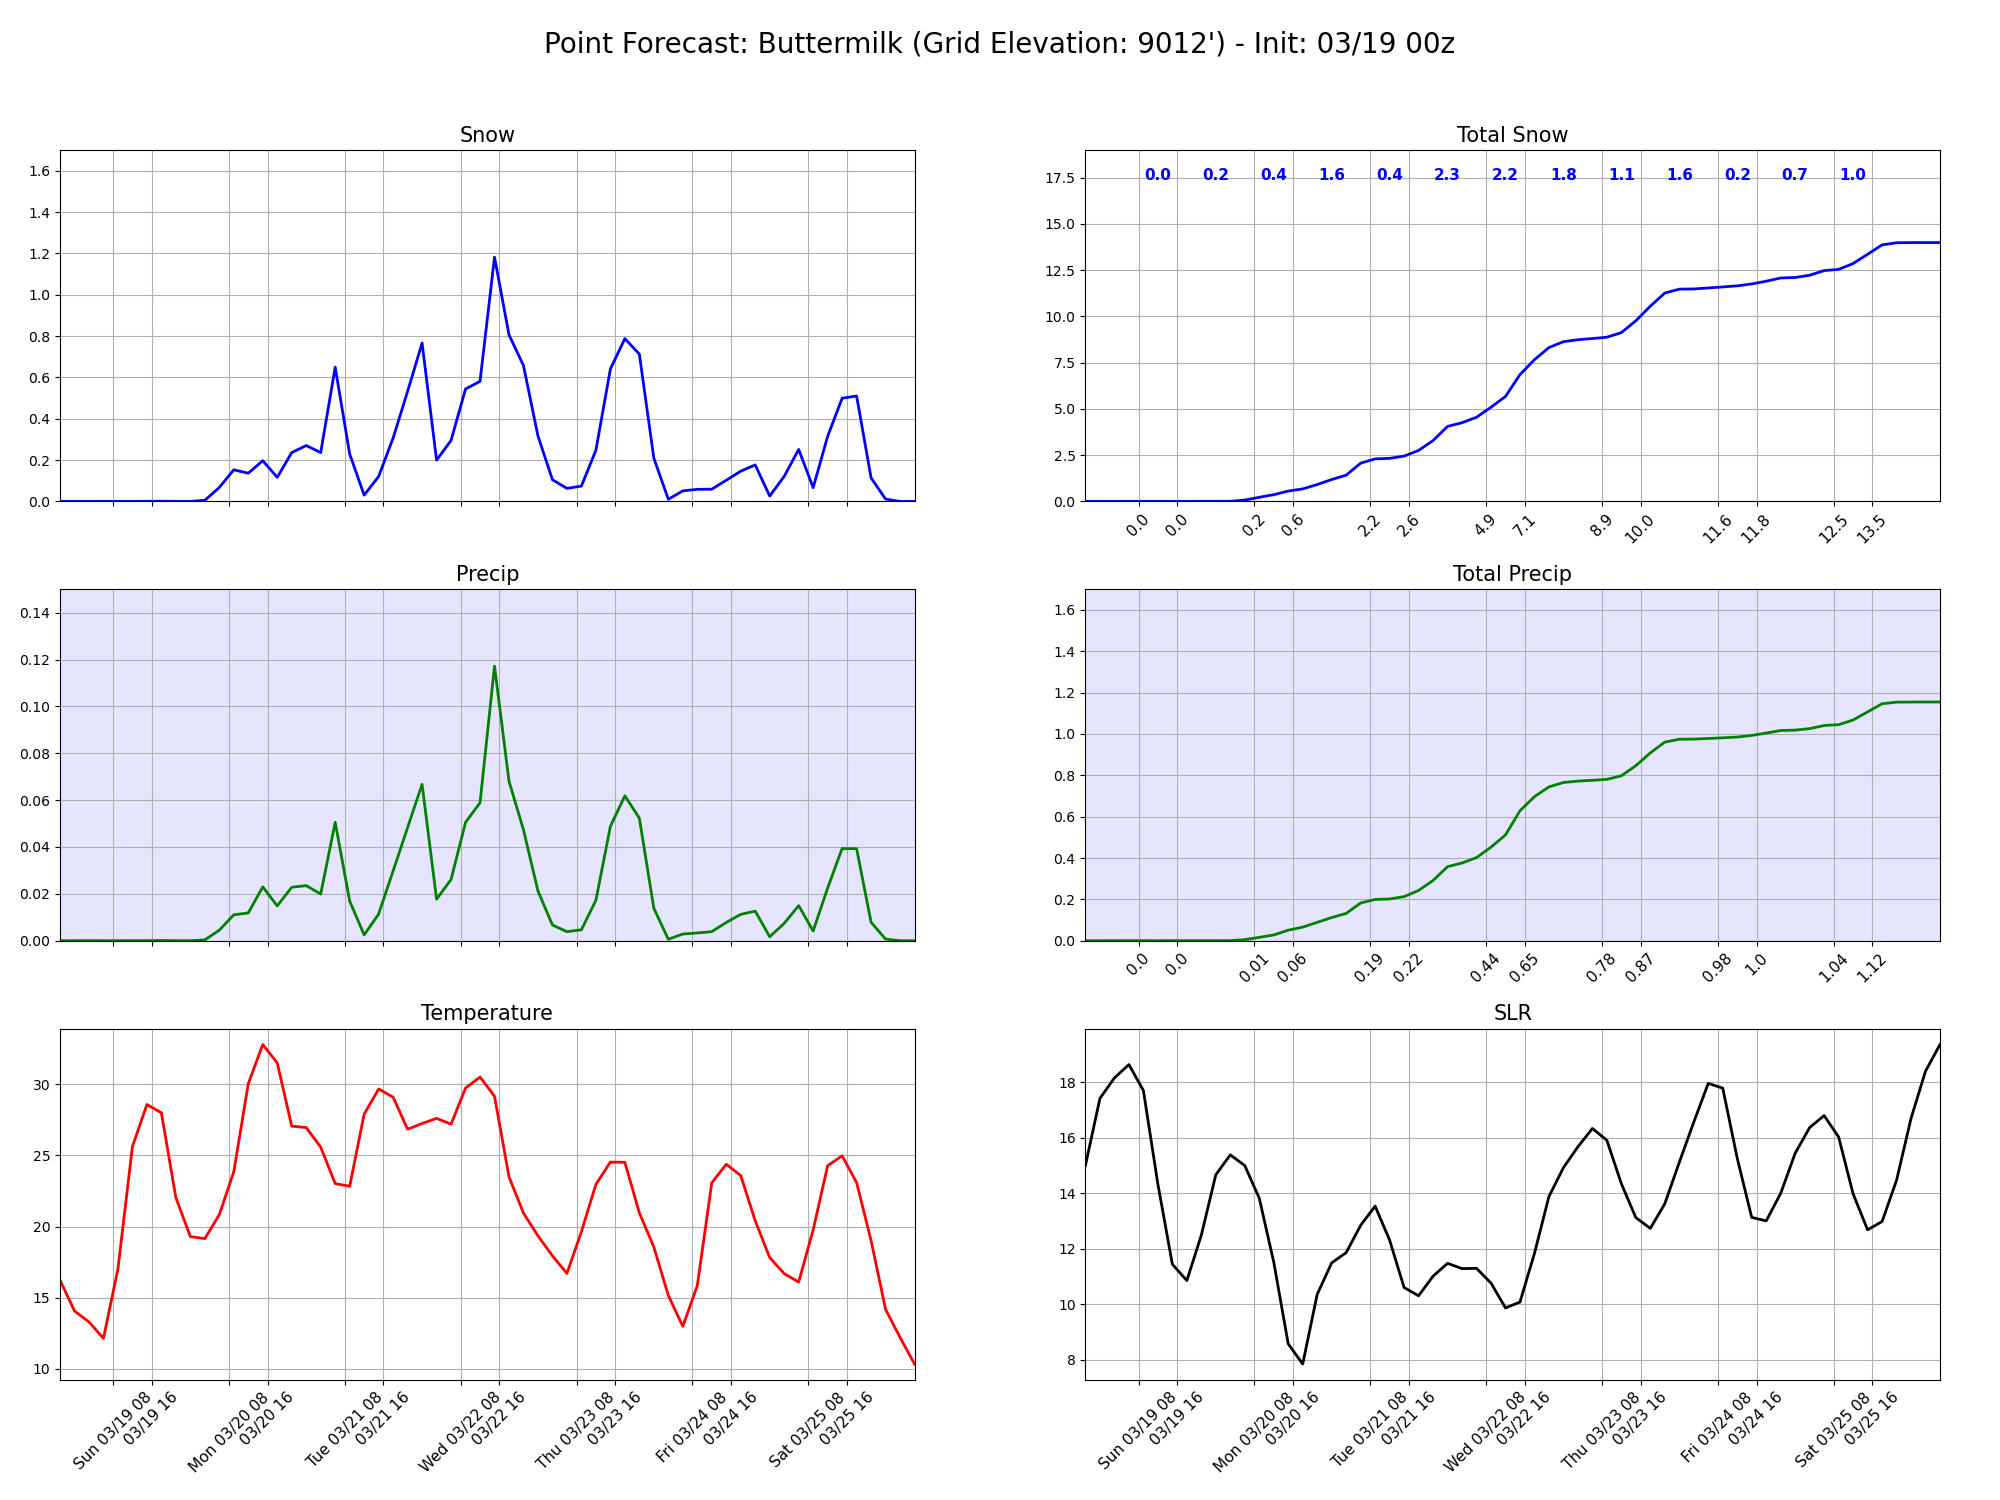 Point Forecast: Buttermilk (Grid Elevation: 9012') - Init: 03/19 00z
Snow
1.6
1.4
1.2
1.0
0.8
0.6
0.4
0.2
0.0
Total Snow
0.0 0.2 0.4 1.6 0.4 2.3 2.2 1.8 1.1 1.6 0.2 0.7 1.0
17.5
15.0
12.5
10.0
7.5
5.0
2.5
0.0
0.0 0.0 0.2 0.6 2.2 2.6 4.9 7.1 8.9 10.0 11.6 11.8 12.5 13.5
Precip
0.14
0.12
0.10
0.08
0.06
0.04
0.02
0.00
Total Precip
1.6
1.4
1.2
1.0
0.8
0.6
0.4
0.2
0.0
0.0 0.0 0.01 0.06 0.19 0.22 0.44 0.65 0.78 0.87 0.98 1.0 1.04 1.12
Temperature
30
25
20
15
10
Sun 03/19 08
03/19 16
Mon 03/20 08
03/20 16
Tue 03/21 08
03/21 16
Wed 03/22 08
03/22 16
Thu 03/23 08
03/23 16
Fri 03/24 08
03/24 16
Sat 03/25 08
03/25 16
SLR
18
16
14
12
10
8
Sun 03/19 08
03/19 16
Mon 03/20 08
03/20 16
Tue 03/21 08
03/21 16
Wed 03/22 08
03/22 16
Thu 03/23 08
03/23 16
Fri 03/24 08
03/24 16
Sat 03/25 08
03/25 16